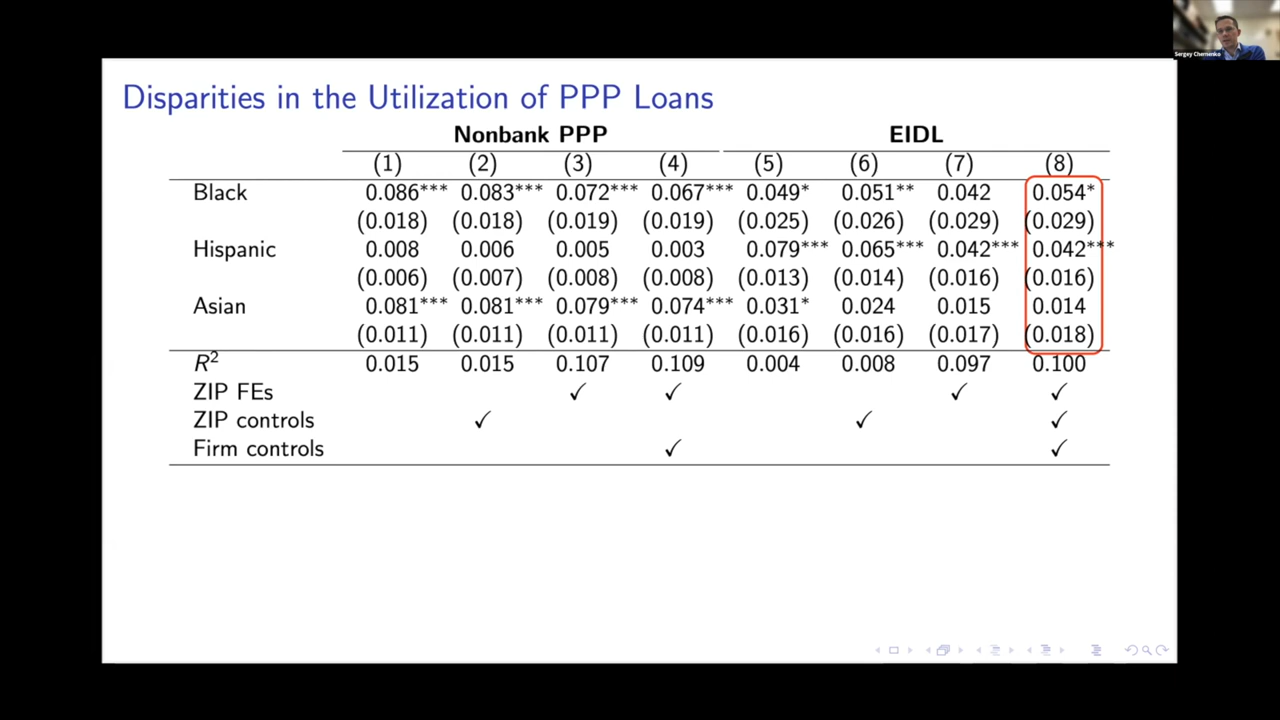 Sergey Chernenko
Disparities in the Utilization of PPP Loans
Nonbank PPP EIDL
(1) (2) (3) (4) (5) (6) (7) (8)
Black 0.086*** 0.083*** 0.072*** 0.067*** 0.049* 0.051** 0.042 0.054*
(0.018) (0.018) (0.019) (0.019) (0.025) (0.026) (0.029) (0.029)
Hispanic 0.008 0.006 0.005 0.003 0.079*** 0.065*** 0.042*** 0.042***
(0.006) (0.007) (0.008) (0.008) (0.013) (0.014) (0.016) (0.016)
Asian 0.081*** 0.081*** 0.079*** 0.074*** 0.031* 0.024 0.015 0.014
(0.011) (0.011) (0.011) (0.011) (0.016) (0.016) (0.017) (0.018)
R² 0.015 0.015 0.107 0.109 0.004 0.008 0.097 0.100
ZIP FEs ✓ ✓ ✓ ✓
ZIP controls ✓ ✓ ✓
Firm controls ✓ ✓